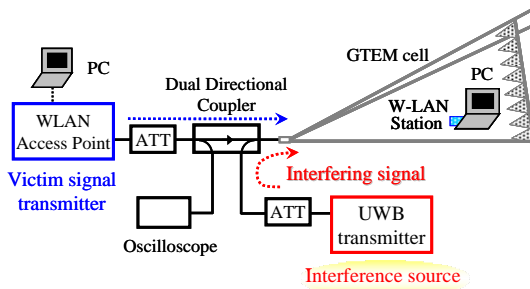 PC
GTEM cell
Dual Directional
Coupler
PC
W-LAN
Station
WLAN
Access Point
ATT
Victim signal
transmitter
Interfering signal
Oscilloscope
ATT
UWB
transmitter
Interference source